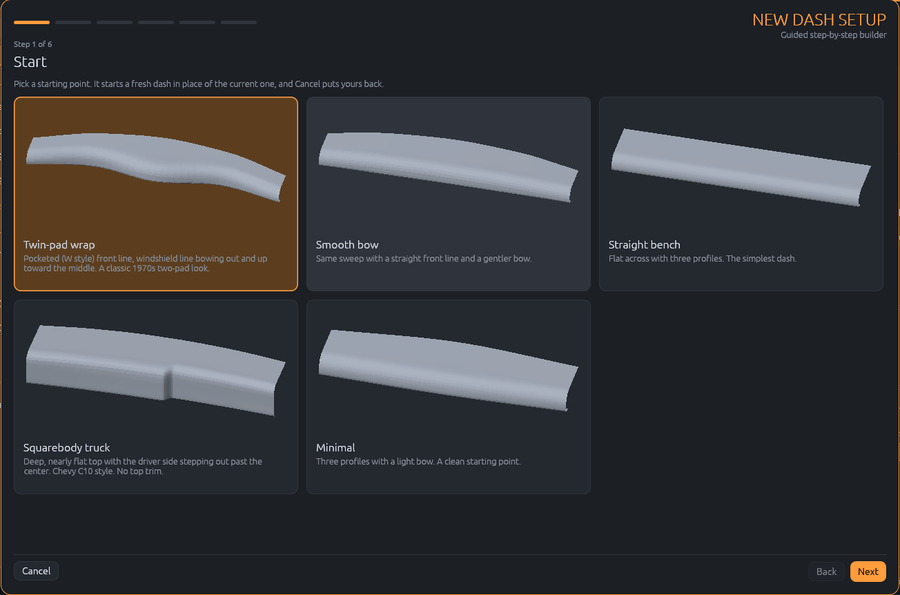 NEW DASH SETUP
Guided step-by-step builder
Step 1 of 6
Start
Pick a starting point. It starts a fresh dash in place of the current one, and Cancel puts yours back.
Twin-pad wrap
Pocketed (W style) front line, windshield line bowing out and up
toward the middle. A classic 1970s two-pad look.
Smooth bow
Same sweep with a straight front line and a gentler bow.
Straight bench
Flat across with three profiles. The simplest dash.
Squarebody truck
Deep, nearly flat top with the driver side stepping out past the
center. Chevy C10 style. No top trim.
Minimal
Three profiles with a light bow. A clean starting point.
Cancel
Back
Next